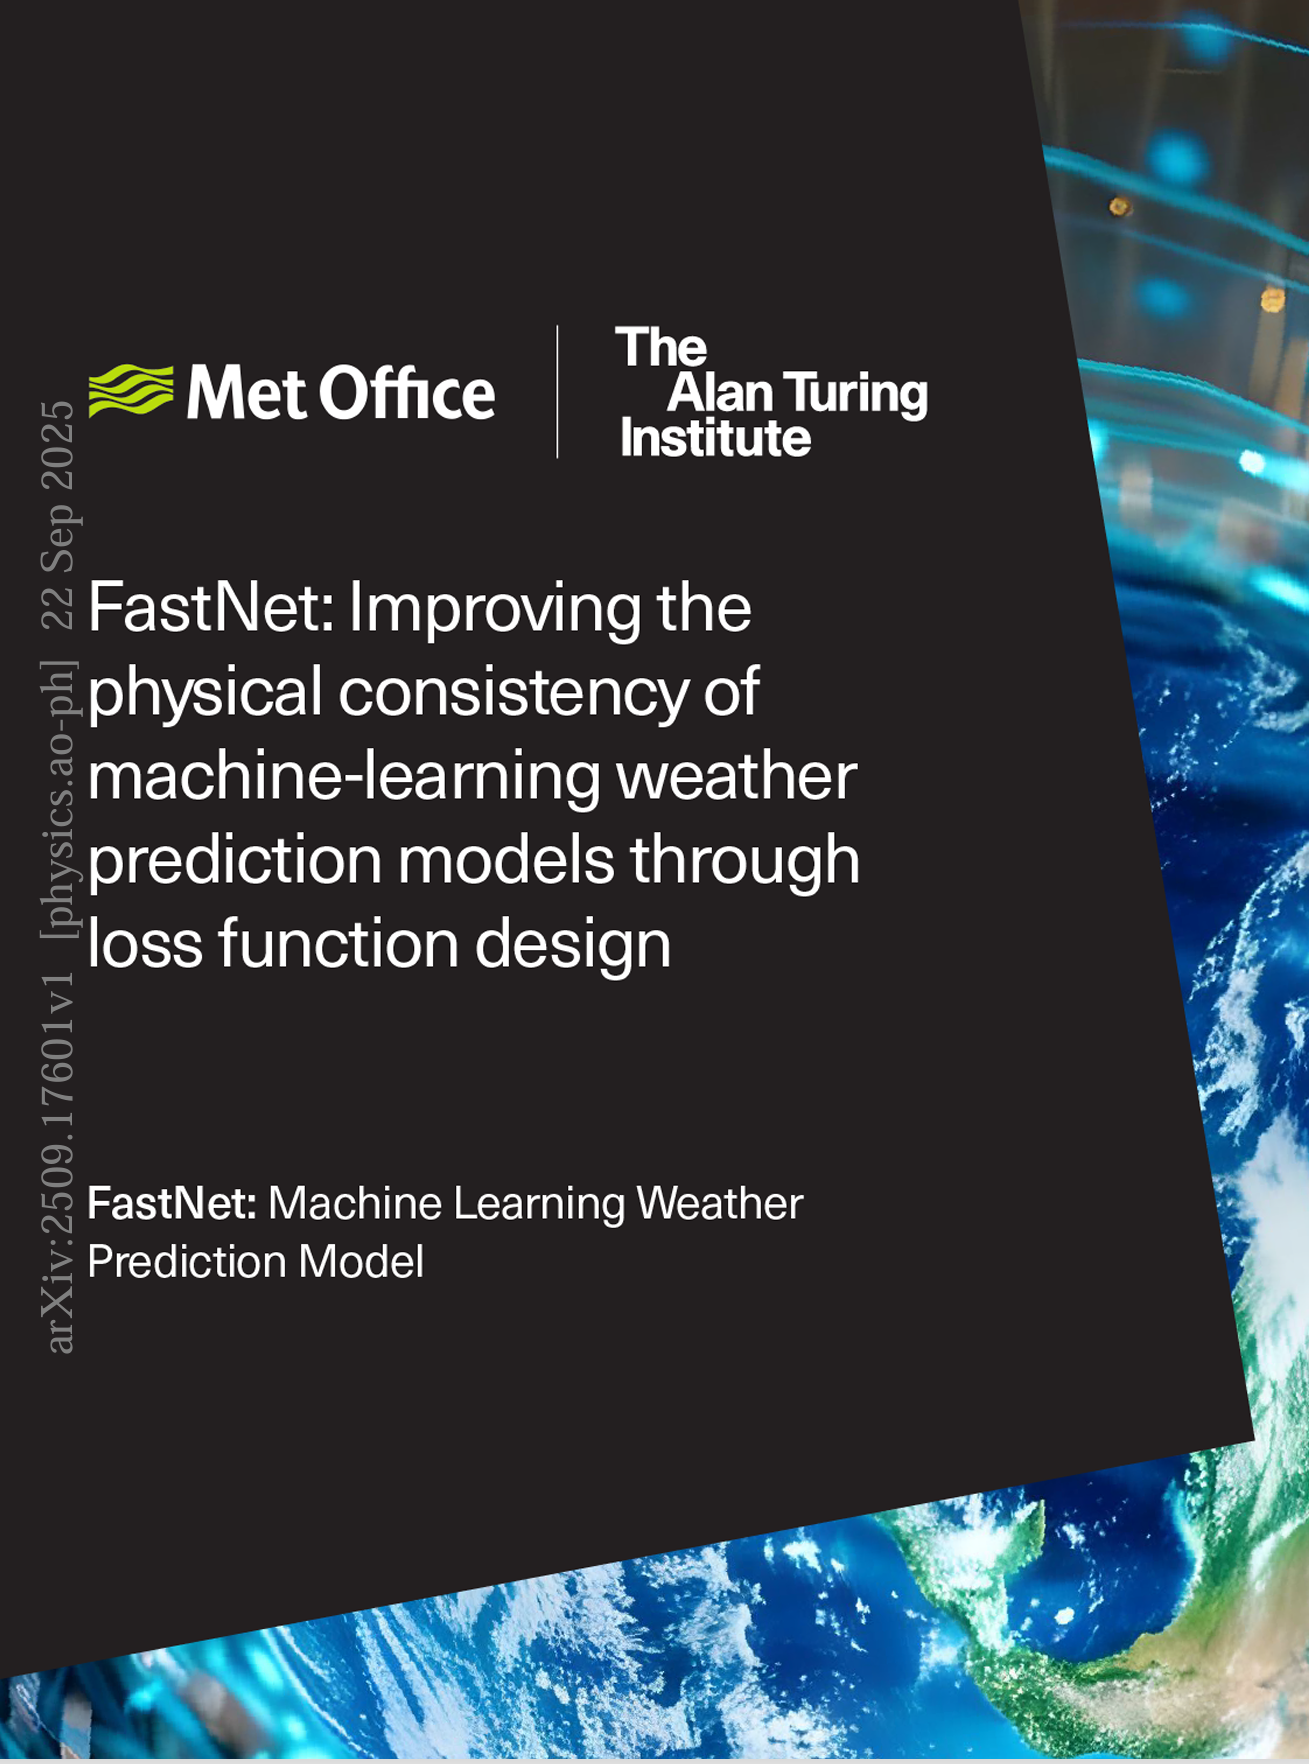 Met Office
The
Alan Turing
Institute
FastNet: Improving the
physical consistency of
machine-learning weather
prediction models through
loss function design
FastNet: Machine Learning Weather
Prediction Model
arXiv:2509.17601v1 [physics.ao-ph] 22 Sep 2025